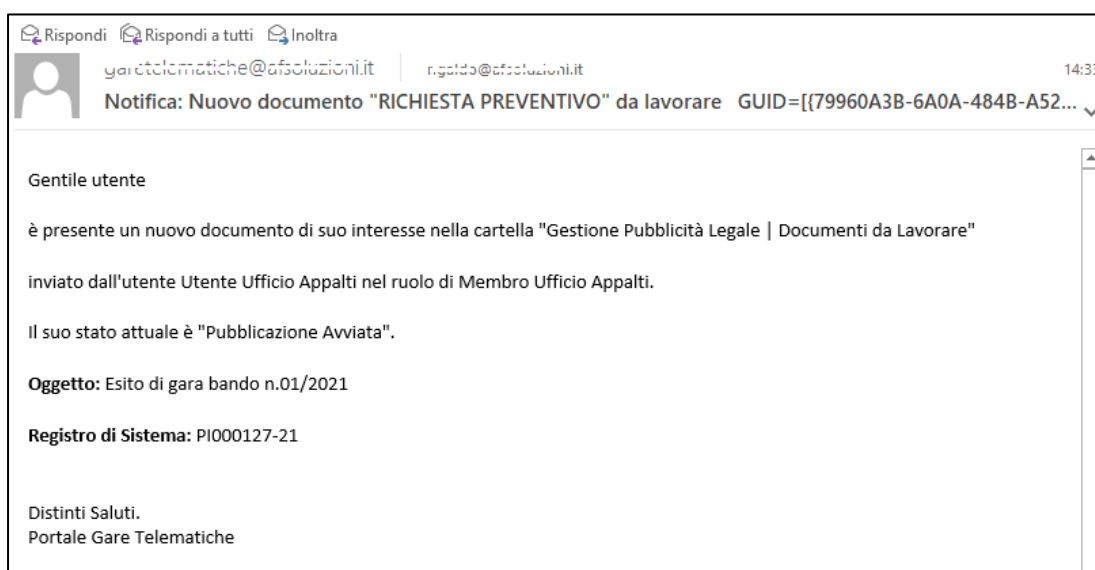 Rispondi Rispondi a tutti Inoltra
14:33
Notifica: Nuovo documento "RICHIESTA PREVENTIVO" da lavorare GUID=[{79960A3B-6A0A-484B-A52...
Gentile utente
è presente un nuovo documento di suo interesse nella cartella "Gestione Pubblicità Legale | Documenti da Lavorare"
inviato dall'utente Utente Ufficio Appalti nel ruolo di Membro Ufficio Appalti.
Il suo stato attuale è "Pubblicazione Avviata".
Oggetto: Esito di gara bando n.01/2021
Registro di Sistema: PI000127-21
Distinti Saluti.
Portale Gare Telematiche